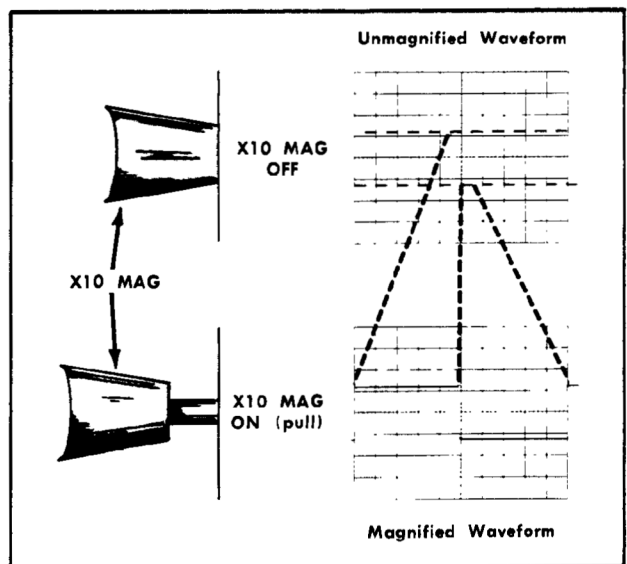 Unmagnified Waveform
X10 MAG
OFF
X10 MAG
X10 MAG
ON (pull)
Magnified Waveform